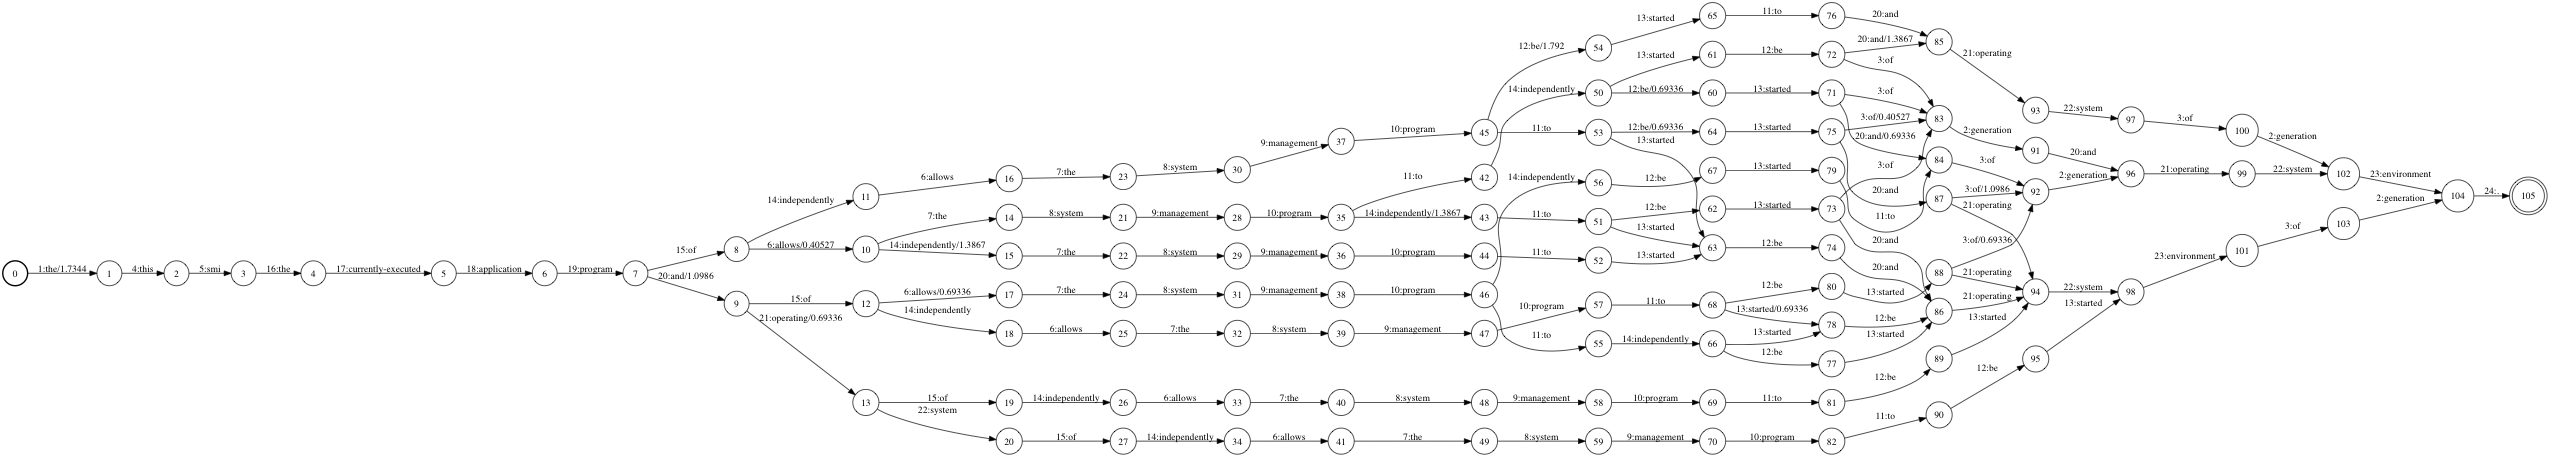 0 1:the/1.7344 1 4:this 2 5:smi 3 16:the 4 17:currently-executed 5 18:application 6 19:program 7
15:of 8
20:and/1.0986 9
14:independently 11 6:allows 16 7:the 23 8:system 30 9:management 37 10:program 45
6:allows/0.40527 10
7:the 14 8:system 21 9:management 28 10:program 35
14:independently/1.3867 15 7:the 22 8:system 29 9:management 36 10:program 44
15:of 12
6:allows/0.69336 17 7:the 24 8:system 31 9:management 38 10:program 46
14:independently 18 6:allows 25 7:the 32 8:system 39 9:management 47
21:operating/0.69336 13
15:of 19 14:independently 26 6:allows 33 7:the 40 8:system 48 9:management 58 10:program 69 11:to 81
22:system 20 15:of 27 14:independently 34 6:allows 41 7:the 49 8:system 59 9:management 70 10:program 82
12:be/1.792 54 13:started 65 11:to 76 20:and 85
11:to 53
11:to 42
14:independently/1.3867 43
14:independently 50 13:started 61 12:be 72 20:and/1.3867
3:of
12:be/0.69336 60 13:started 71 3:of 83
20:and/0.69336 84
12:be/0.69336 64 13:started 75 3:of/0.40527
20:and 87
13:started
14:independently 56 12:be 67 13:started 79 11:to
11:to 51 12:be 62 13:started 73 3:of
20:and
13:started 63 12:be 74 20:and 86
11:to 52 13:started
10:program 57 11:to 68 12:be 80 13:started 88
13:started/0.69336 78 12:be
11:to 55 14:independently 66 13:started
12:be 77 13:started
12:be 89 13:started
11:to 90 12:be 95 13:started
21:operating 93 22:system 97 3:of 100 2:generation
2:generation 91 20:and 96 21:operating 99 22:system 102 23:environment 104 24:. 105
3:of 92 2:generation
3:of/1.0986
21:operating
3:of/0.69336
21:operating
21:operating 94 22:system 98 23:environment 101 3:of 103 2:generation